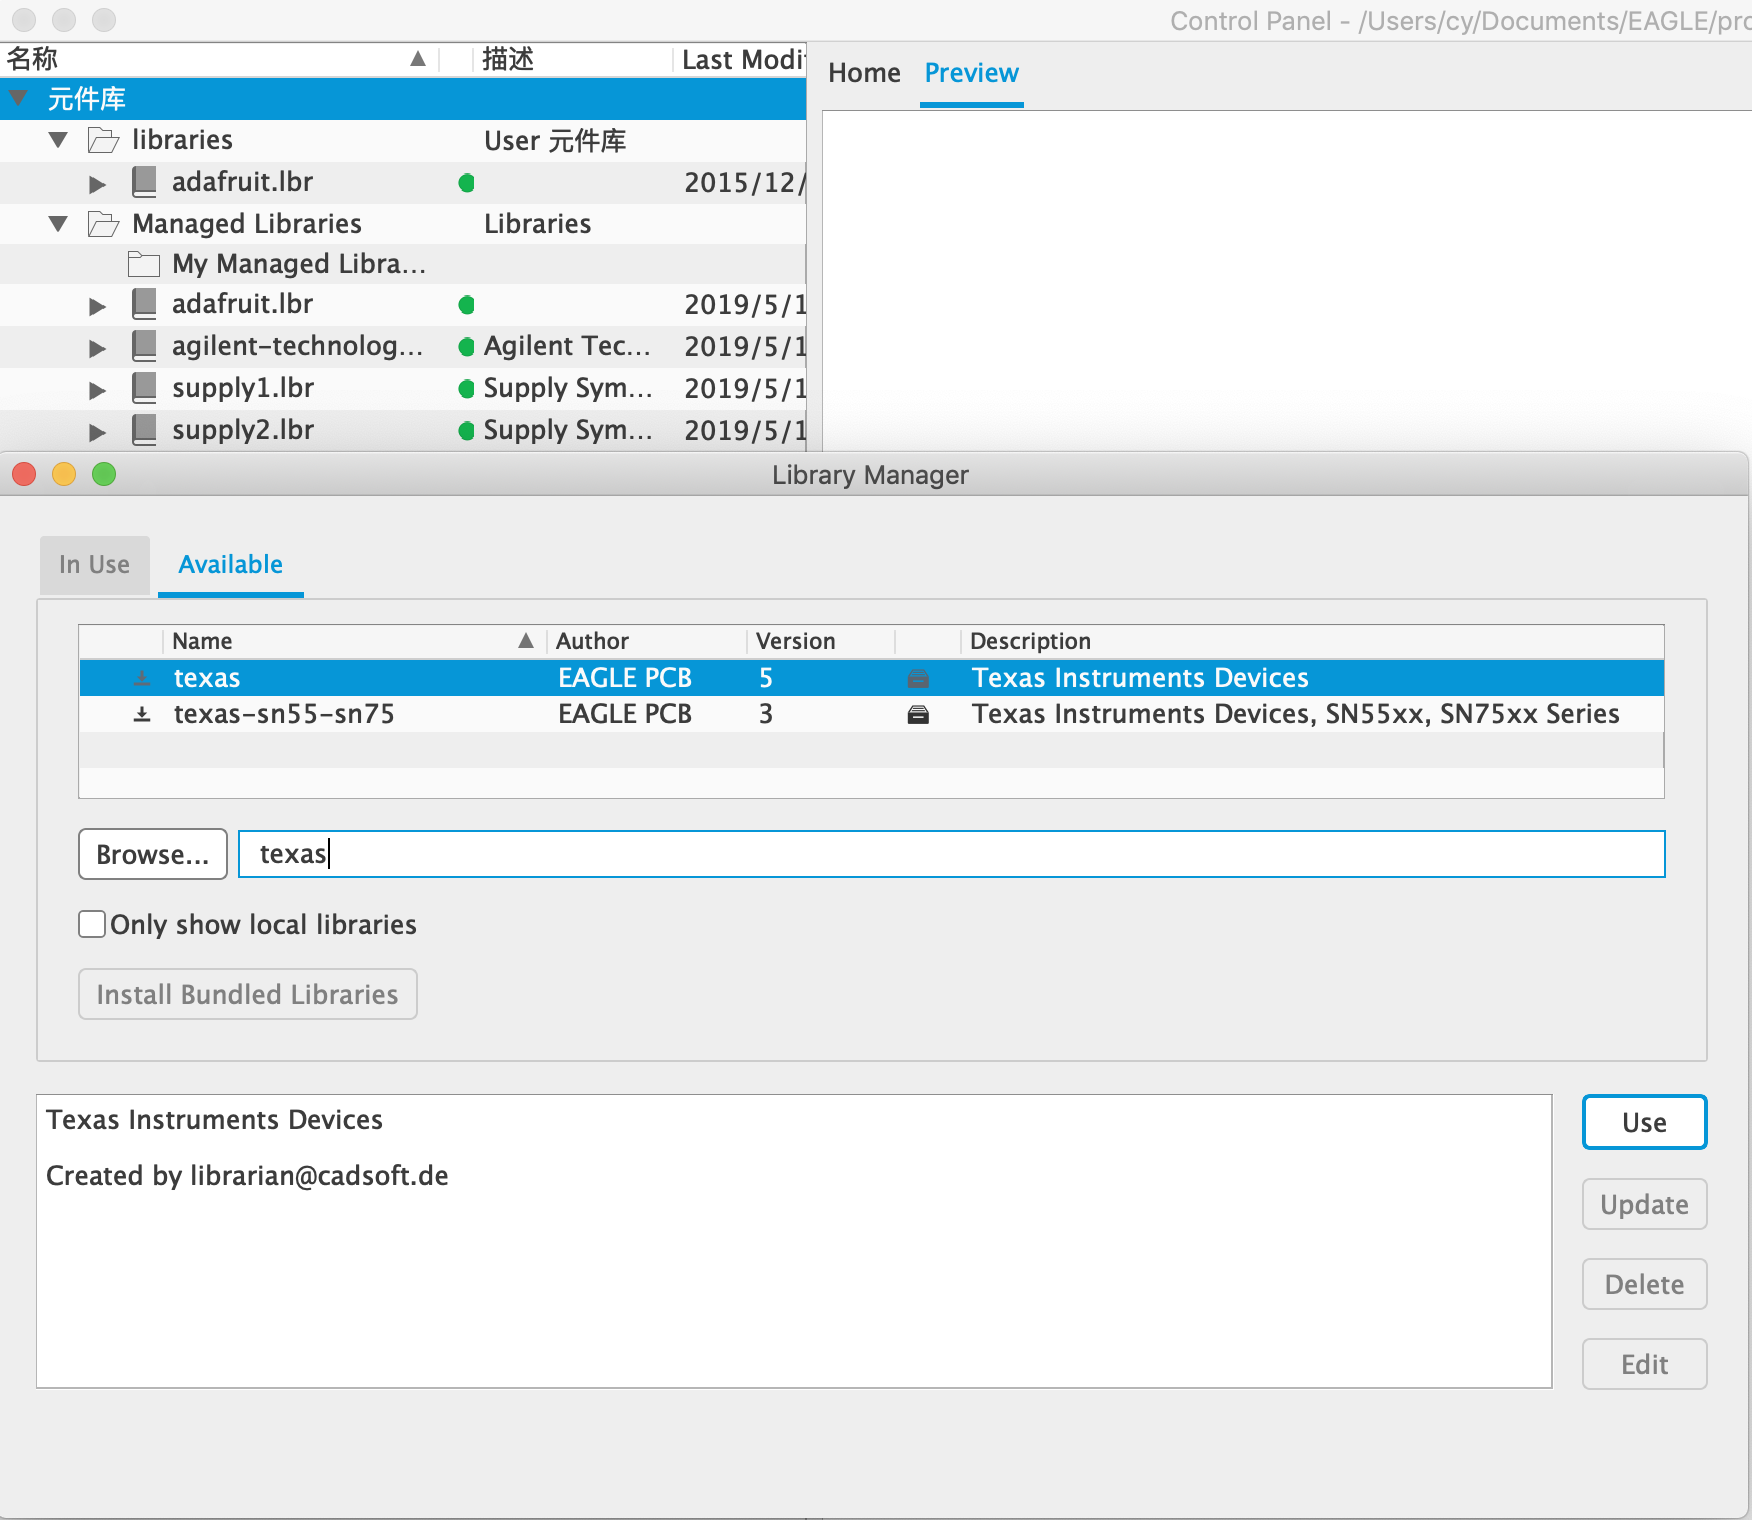 Control Panel - /Users/cy/Documents/EAGLE/pro
名称 描述 Last Modif
Home Preview
元件库
libraries User 元件库
adafruit.lbr 2015/12/
Managed Libraries Libraries
My Managed Libra...
adafruit.lbr 2019/5/1
agilent-technolog... Agilent Tec... 2019/5/1
supply1.lbr Supply Sym... 2019/5/1
supply2.lbr Supply Sym... 2019/5/1
Library Manager
In Use Available
Name Author Version Description
texas EAGLE PCB 5 Texas Instruments Devices
texas-sn55-sn75 EAGLE PCB 3 Texas Instruments Devices, SN55xx, SN75xx Series
Browse... texas
Only show local libraries
Install Bundled Libraries
Texas Instruments Devices
Created by librarian@cadsoft.de
Use
Update
Delete
Edit